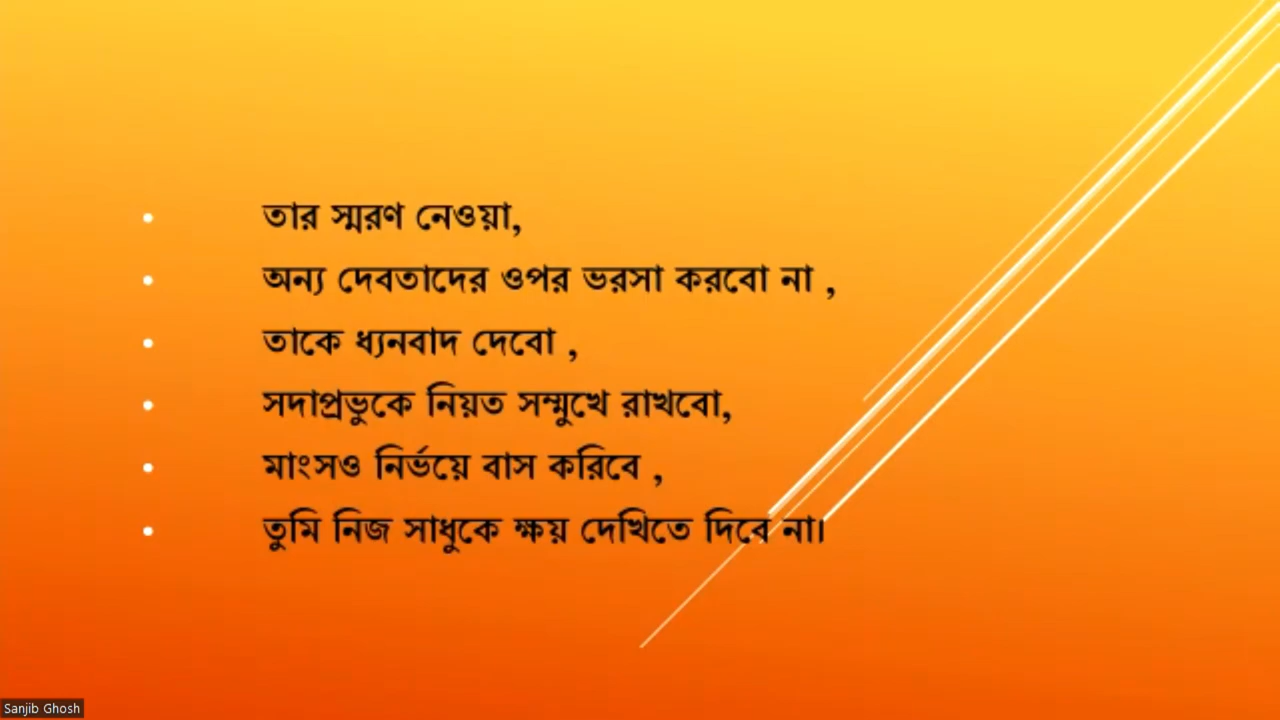 তার স্মরণ নেওয়া,
অন্য দেবতাদের ওপর ভরসা করবো না ,
তাকে ধ্যনবাদ দেবো ,
সদাপ্রভুকে নিয়ত সম্মুখে রাখবো,
মাংসও নির্ভয়ে বাস করিবে ,
তুমি নিজ সাধুকে ক্ষয় দেখিতে দিবে না।
Sanjib Ghosh